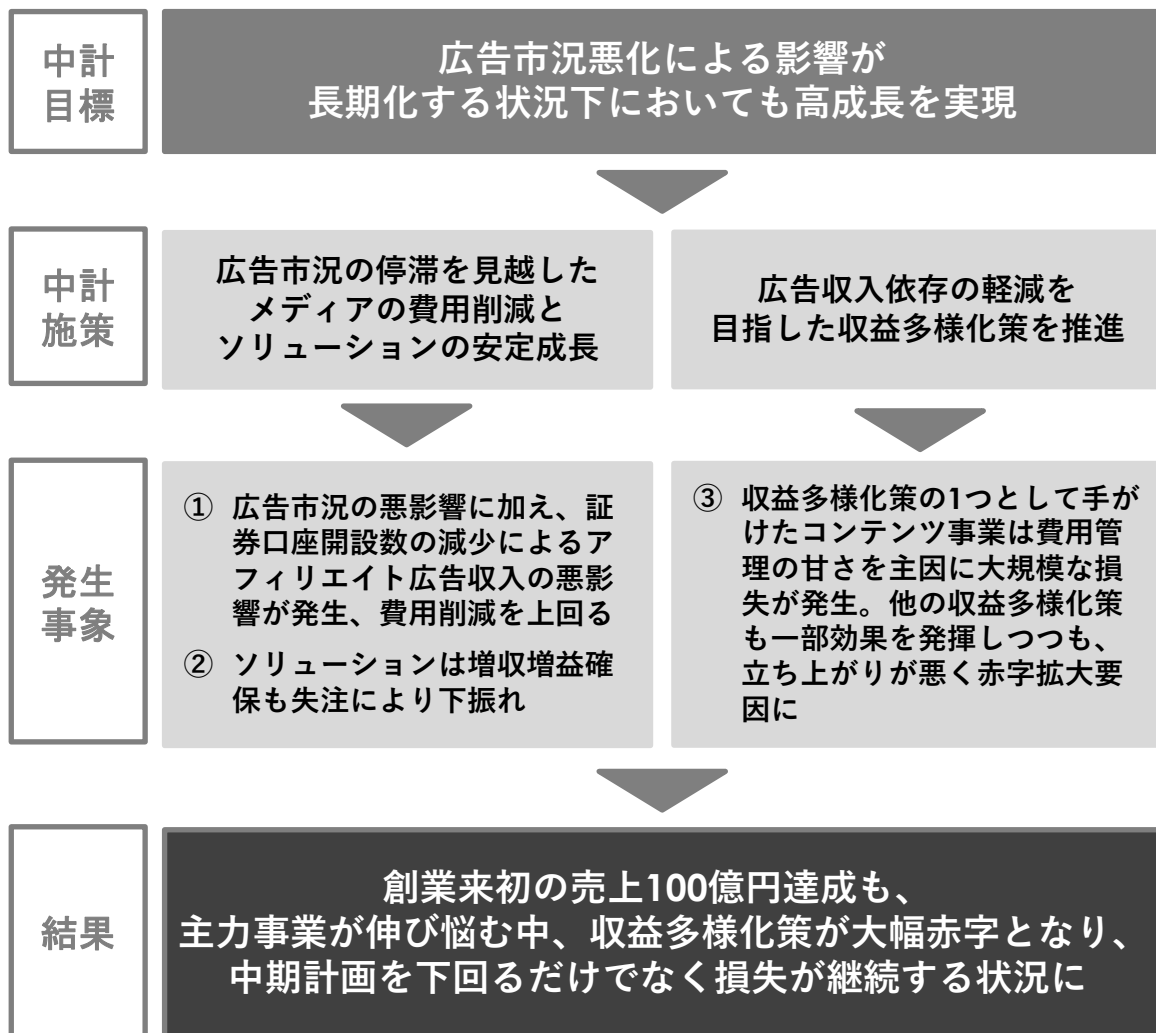 中計
目標
広告市況悪化による影響が
長期化する状況下においても高成長を実現
中計
施策
広告市況の停滞を見越した
メディアの費用削減と
ソリューションの安定成長
広告収入依存の軽減を
目指した収益多様化策を推進
発生
事象
① 広告市況の悪影響に加え、証
券口座開設数の減少によるア
フィリエイト広告収入の悪影
響が発生、費用削減を上回る
② ソリューションは増収増益確
保も失注により下振れ
③ 収益多様化策の1つとして手が
けたコンテンツ事業は費用管
理の甘さを主因に大規模な損
失が発生。他の収益多様化策
も一部効果を発揮しつつも、
立ち上がりが悪く赤字拡大要
因に
結果
創業来初の売上100億円達成も、
主力事業が伸び悩む中、収益多様化策が大幅赤字となり、
中期計画を下回るだけでなく損失が継続する状況に